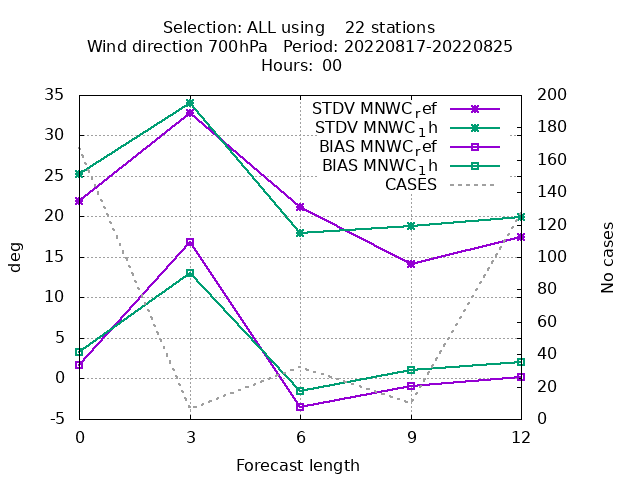 Selection: ALL using    22 stations
Wind direction 700hPa   Period: 20220817-20220825
Hours: 00
35
30
25
20
15
10
5
0
-5
deg
STDV MNWC_ref
STDV MNWC_1h
BIAS MNWC_ref
BIAS MNWC_1h
CASES
200
180
160
140
120
100
80
60
40
20
0
No cases
0 3 6 9 12
Forecast length